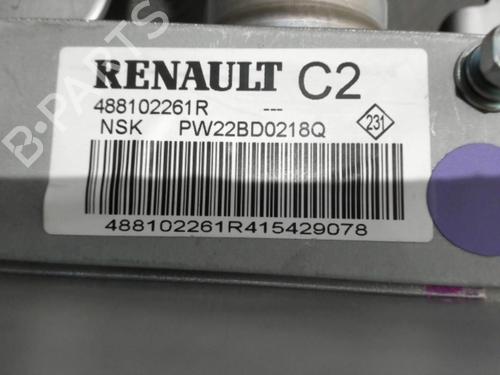 RENAULT C2
488102261R ---
NSK PW22BD0218Q
231
488102261R415429078
B-PARTS